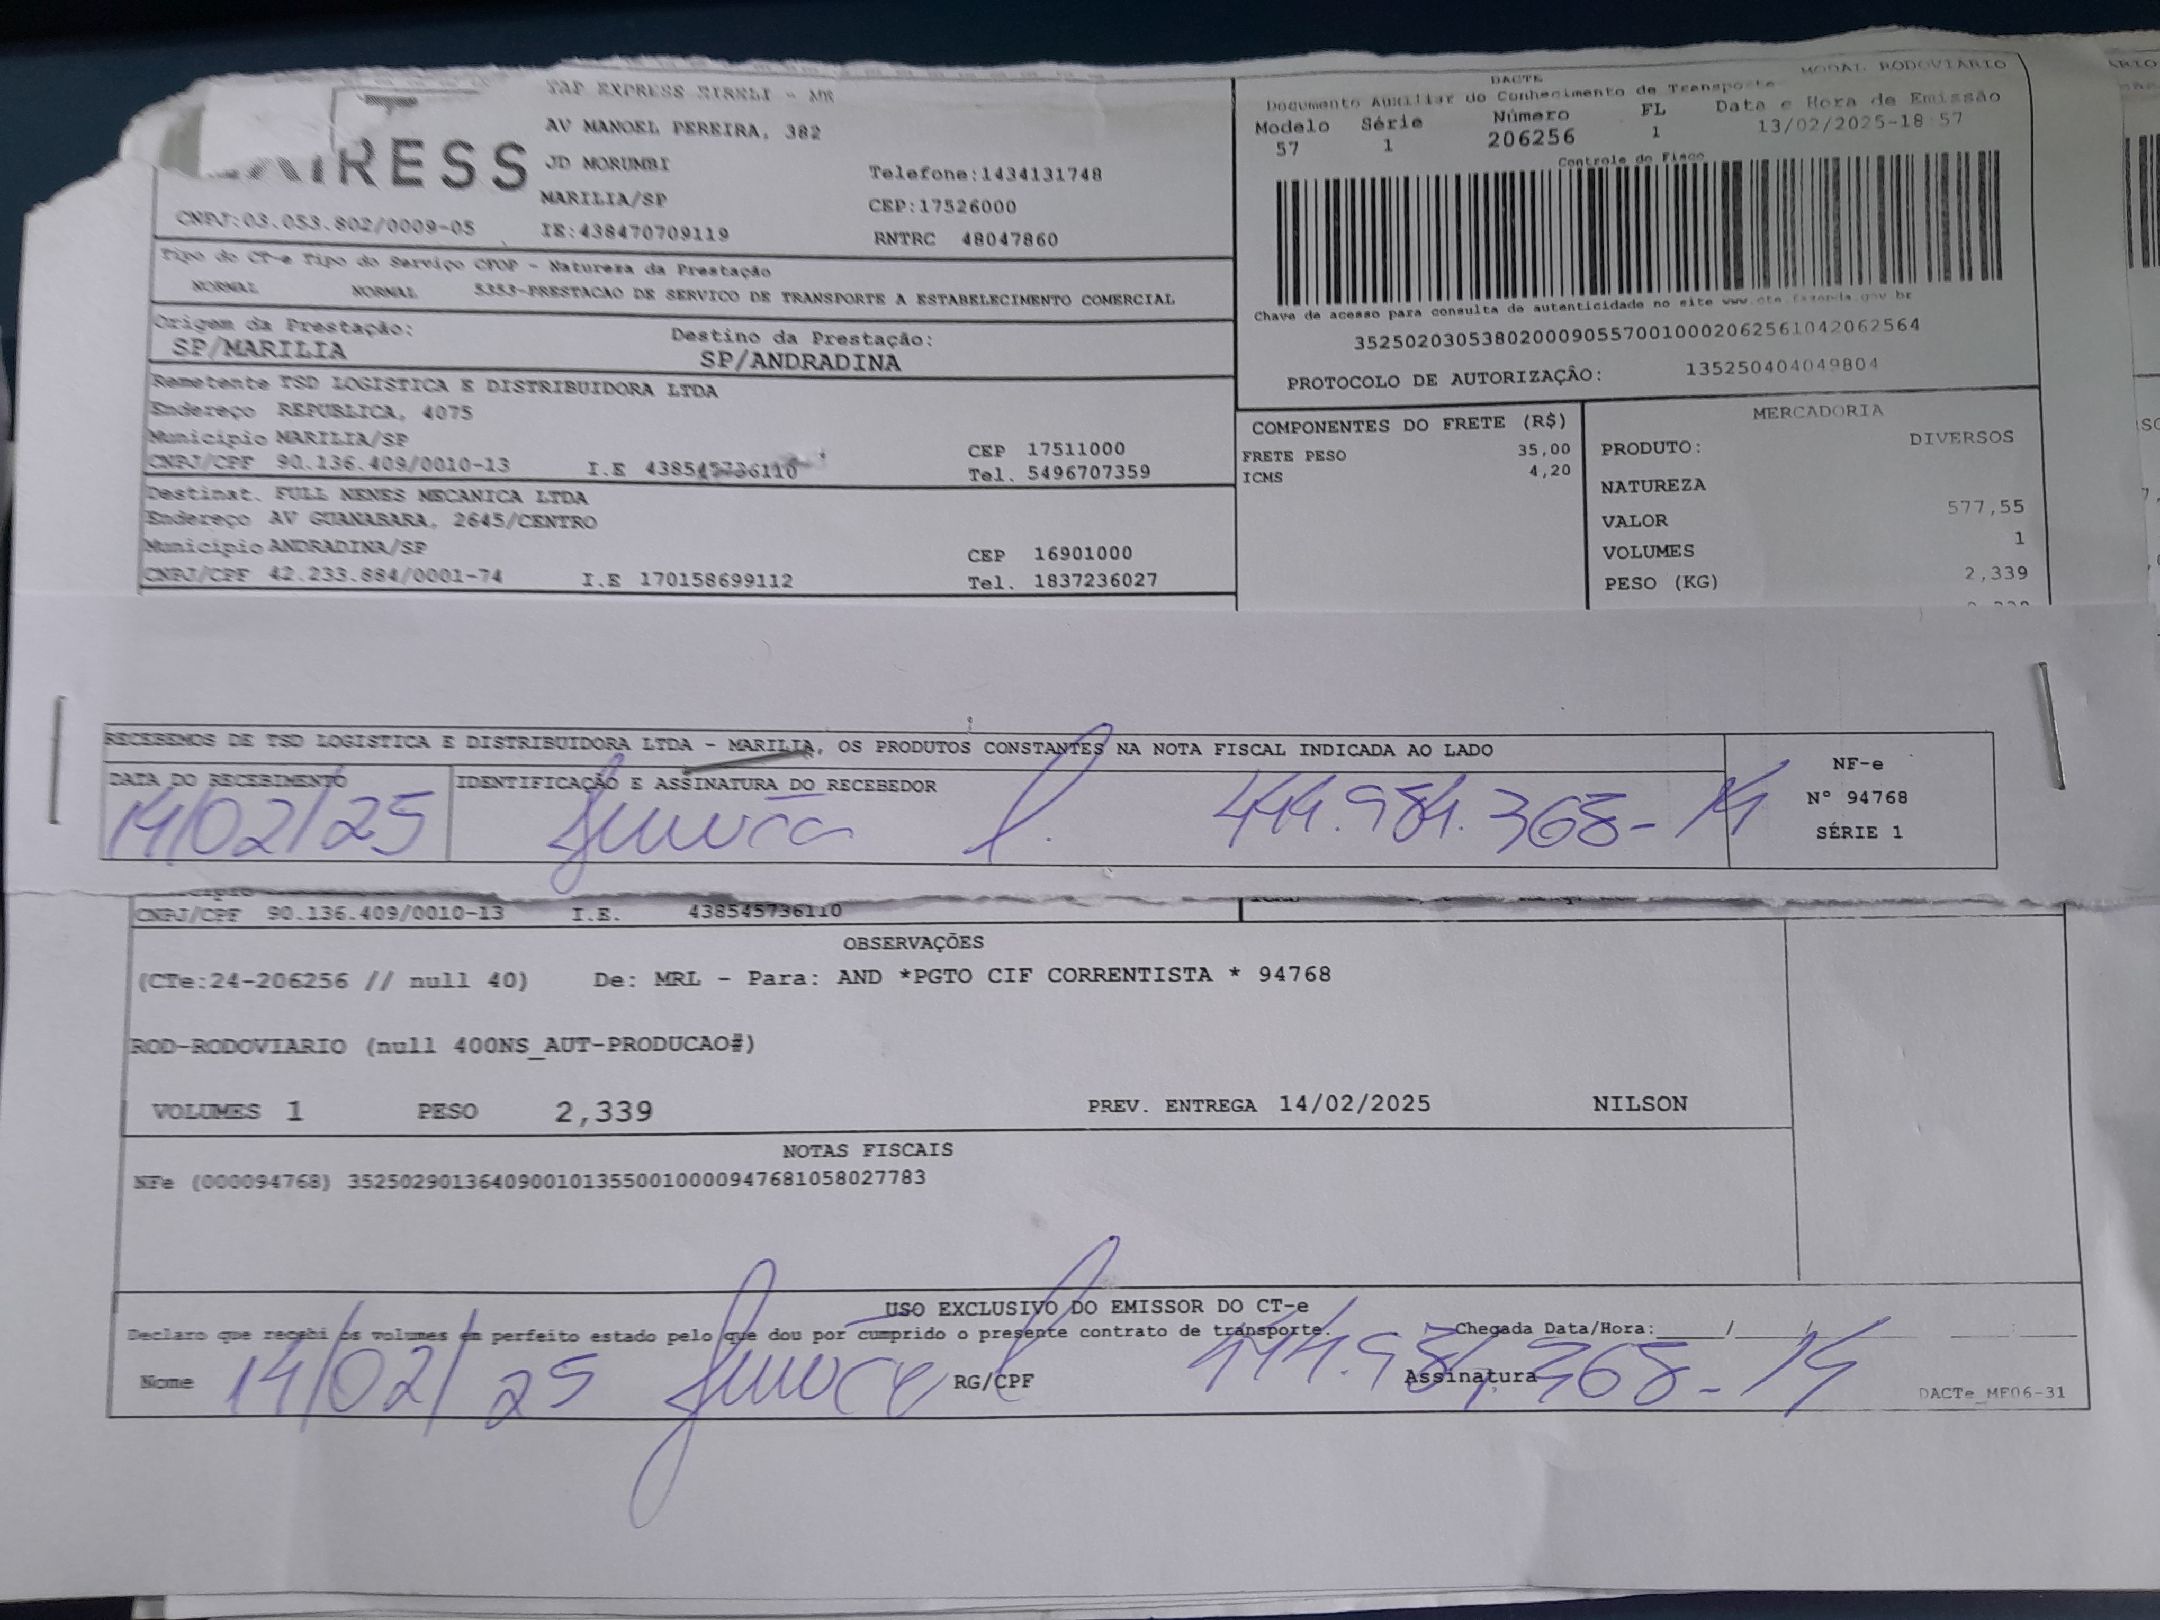 TAP EXPRESS EIRELI - MR
AV MANOEL PEREIRA, 382
JD MORUMBI
MARILIA/SP
Telefone:1434131748
CEP:17526000
CNPJ:03.053.802/0009-05 IE:438470709119 RNTRC 48047860
Tipo do CT-e Tipo do Serviço CFOP - Natureza da Prestação
NORMAL NORMAL 5353-PRESTACAO DE SERVICO DE TRANSPORTE A ESTABELECIMENTO COMERCIAL
Origem da Prestação: Destino da Prestação:
SP/MARILIA SP/ANDRADINA
Remetente TSD LOGISTICA E DISTRIBUIDORA LTDA
Endereço REPUBLICA, 4075
Municipio MARILIA/SP CEP 17511000
CNPJ/CPF 90.136.409/0010-13 I.E 438545736110 Tel. 5496707359
Destinat. FULL NENES MECANICA LTDA
Endereço AV GUANABARA, 2645/CENTRO
Municipio ANDRADINA/SP CEP 16901000
CNPJ/CPF 42.233.884/0001-74 I.E 170158699112 Tel. 1837236027
DACTE MODAL RODOVIARIO
Documento Auxiliar do Conhecimento de Transporte
Modelo Série Número FL Data e Hora de Emissão
57 1 206256 1 13/02/2025-18:57
Controle do Fisco
Chave de acesso para consulta de autenticidade no site www.cte.fazenda.gov.br
35250203053802000905570010002062561042062564
PROTOCOLO DE AUTORIZAÇÃO: 135250404049804
COMPONENTES DO FRETE (R$)
FRETE PESO 35,00
ICMS 4,20
MERCADORIA
PRODUTO: DIVERSOS
NATUREZA
VALOR 577,55
VOLUMES 1
PESO (KG) 2,339
RECEBEMOS DE TSD LOGISTICA E DISTRIBUIDORA LTDA - MARILIA, OS PRODUTOS CONSTANTES NA NOTA FISCAL INDICADA AO LADO
DATA DO RECEBIMENTO IDENTIFICAÇÃO E ASSINATURA DO RECEBEDOR
14/02/25 444.984.368-14
NF-e
Nº 94768
SÉRIE 1
CNPJ/CPF 90.136.409/0010-13 I.E. 438545736110
OBSERVAÇÕES
(CTe:24-206256 // null 40) De: MRL - Para: AND *PGTO CIF CORRENTISTA * 94768
ROD-RODOVIARIO (null 400NS_AUT-PRODUCAO#)
VOLUMES 1 PESO 2,339 PREV. ENTREGA 14/02/2025 NILSON
NOTAS FISCAIS
NFe (000094768) 35250290136409001013550010000947681058027783
USO EXCLUSIVO DO EMISSOR DO CT-e
Declaro que recebi os volumes em perfeito estado pelo que dou por cumprido o presente contrato de transporte. Chegada Data/Hora:
Nome 14/02/25 RG/CPF 444.984.368-14 Assinatura
DACTe_MF06-31